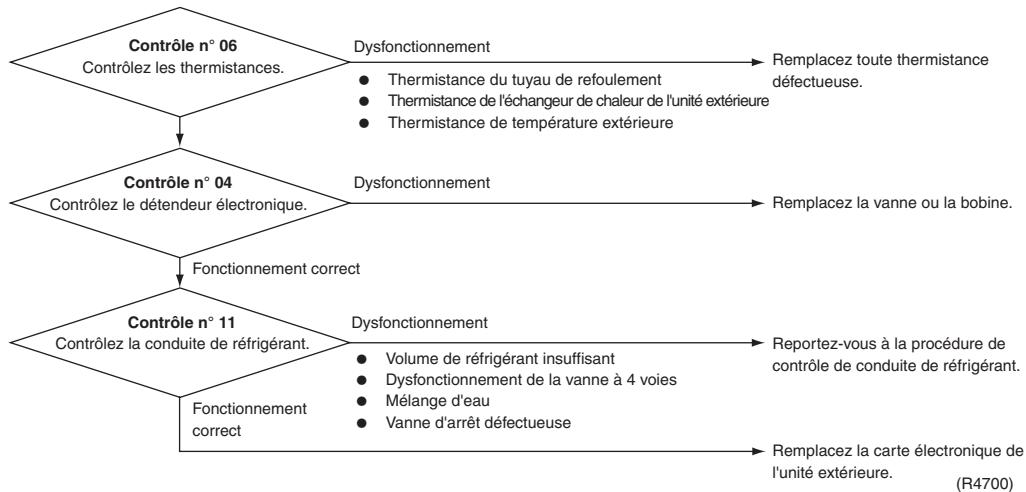 Contrôle n° 06
Contrôlez les thermistances.
Dysfonctionnement
● Thermistance du tuyau de refoulement
● Thermistance de l'échangeur de chaleur de l'unité extérieure
● Thermistance de température extérieure
Remplacez toute thermistance
défectueuse.
Contrôle n° 04
Contrôlez le détendeur électronique.
Dysfonctionnement
Remplacez la vanne ou la bobine.
Fonctionnement correct
Contrôle n° 11
Contrôlez la conduite de réfrigérant.
Dysfonctionnement
● Volume de réfrigérant insuffisant
● Dysfonctionnement de la vanne à 4 voies
● Mélange d'eau
● Vanne d'arrêt défectueuse
Reportez-vous à la procédure de
contrôle de conduite de réfrigérant.
Fonctionnement
correct
Remplacez la carte électronique de
l'unité extérieure.
(R4700)